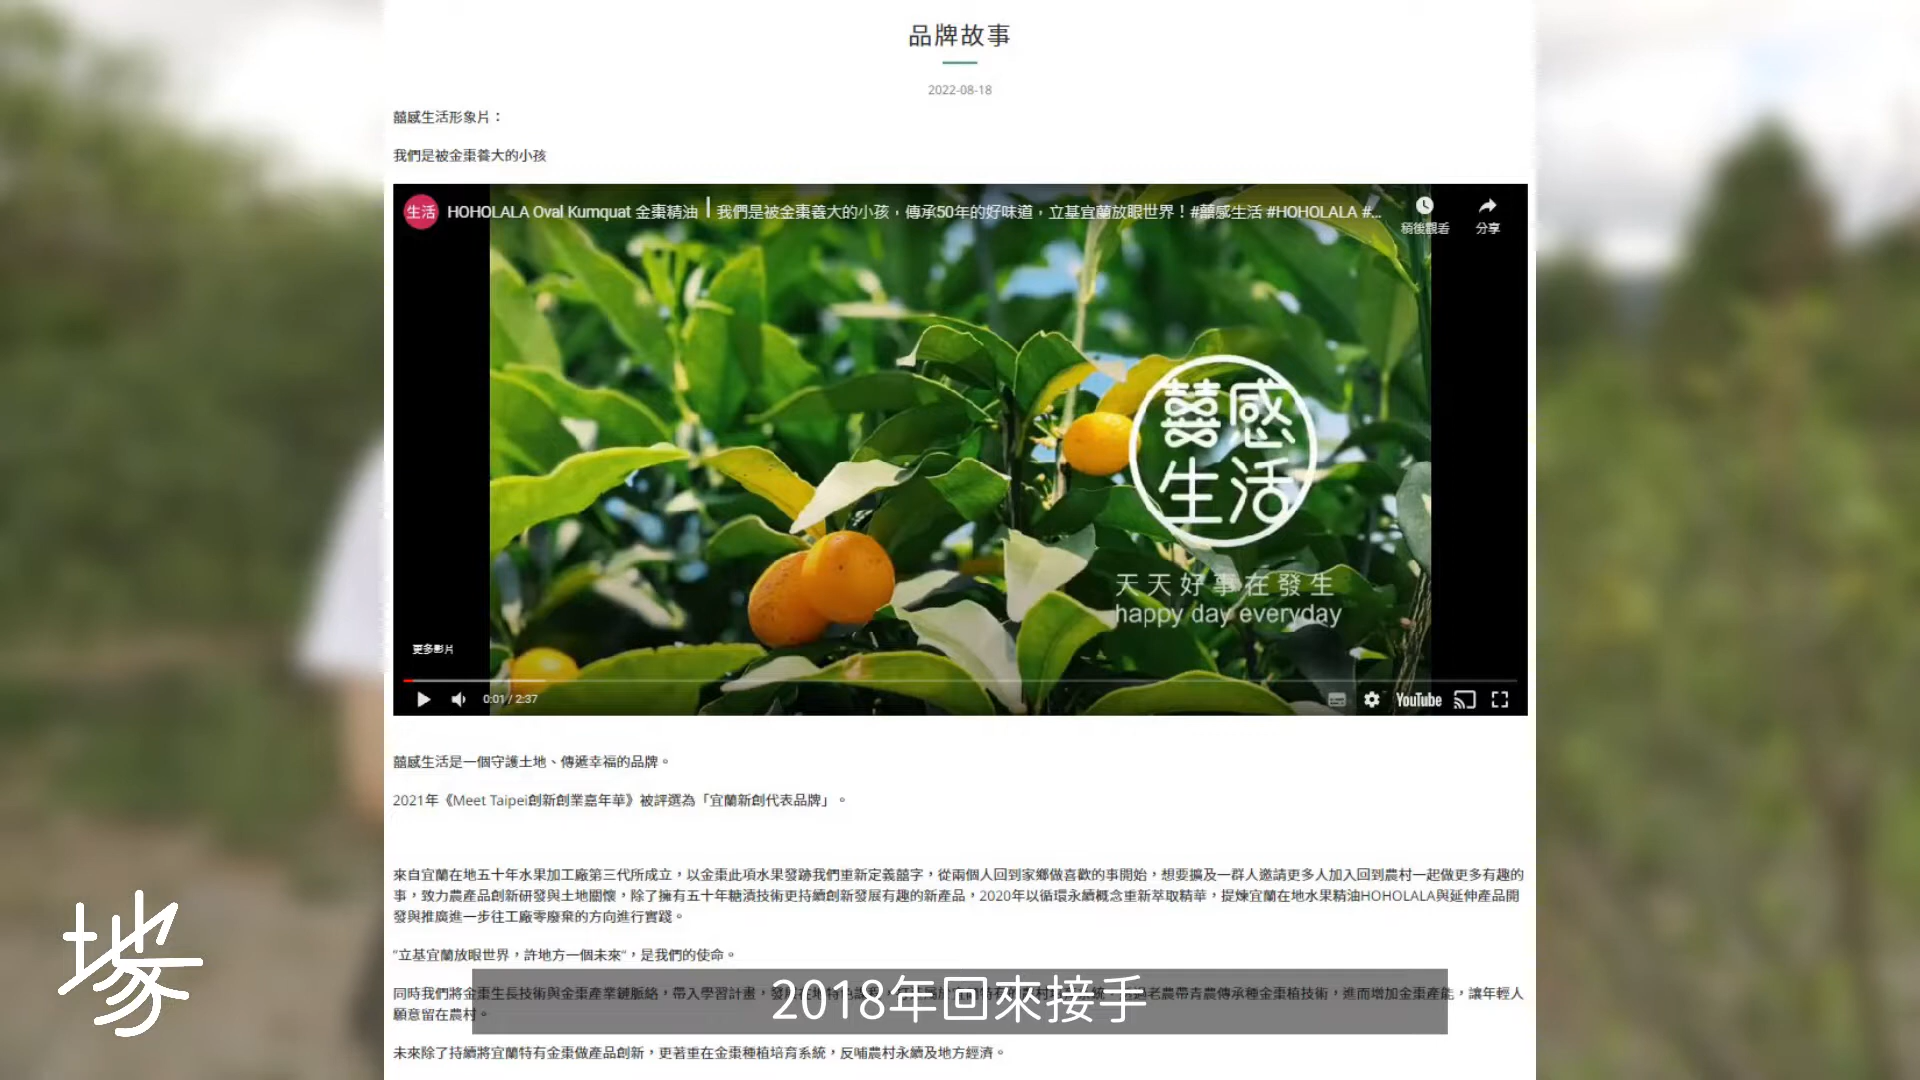 品牌故事
2022-08-18
囍感生活形象片：
我們是被金棗養大的小孩
生活 HOHOLALA Oval Kumquat 金棗精油┃我們是被金棗養大的小孩，傳承50年的好味道，立基宜蘭放眼世界！#囍感生活 #HOHOLALA #...
稍後觀看 分享
囍感
生活
天天好事在發生
happy day everyday
更多影片
0:01 / 2:37
YouTube
囍感生活是一個守護土地、傳遞幸福的品牌。
2021年《Meet Taipei創新創業嘉年華》被評選為「宜蘭新創代表品牌」。
來自宜蘭在地五十年水果加工廠第三代所成立，以金棗此項水果發跡我們重新定義囍字，從兩個人回到家鄉做喜歡的事開始，想要擴及一群人邀請更多人加入回到農村一起做更多有趣的
事，致力農產品創新研發與土地關懷，除了擁有五十年糖漬技術更持續創新發展有趣的新產品，2020年以循環永續概念重新萃取精華，提煉宜蘭在地水果精油HOHOLALA與延伸產品開
發與推廣進一步往工廠零廢棄的方向進行實踐。
“立基宜蘭放眼世界，許地方一個未來“，是我們的使命。
同時我們將金棗生長技術與金棗產業鏈脈絡，帶入學習計畫，老農帶青農傳承種金棗植技術，進而增加金棗產能，讓年輕人
願意留在農村。
2018年回來接手
未來除了持續將宜蘭特有金棗做產品創新，更著重在金棗種植培育系統，反哺農村永續及地方經濟。